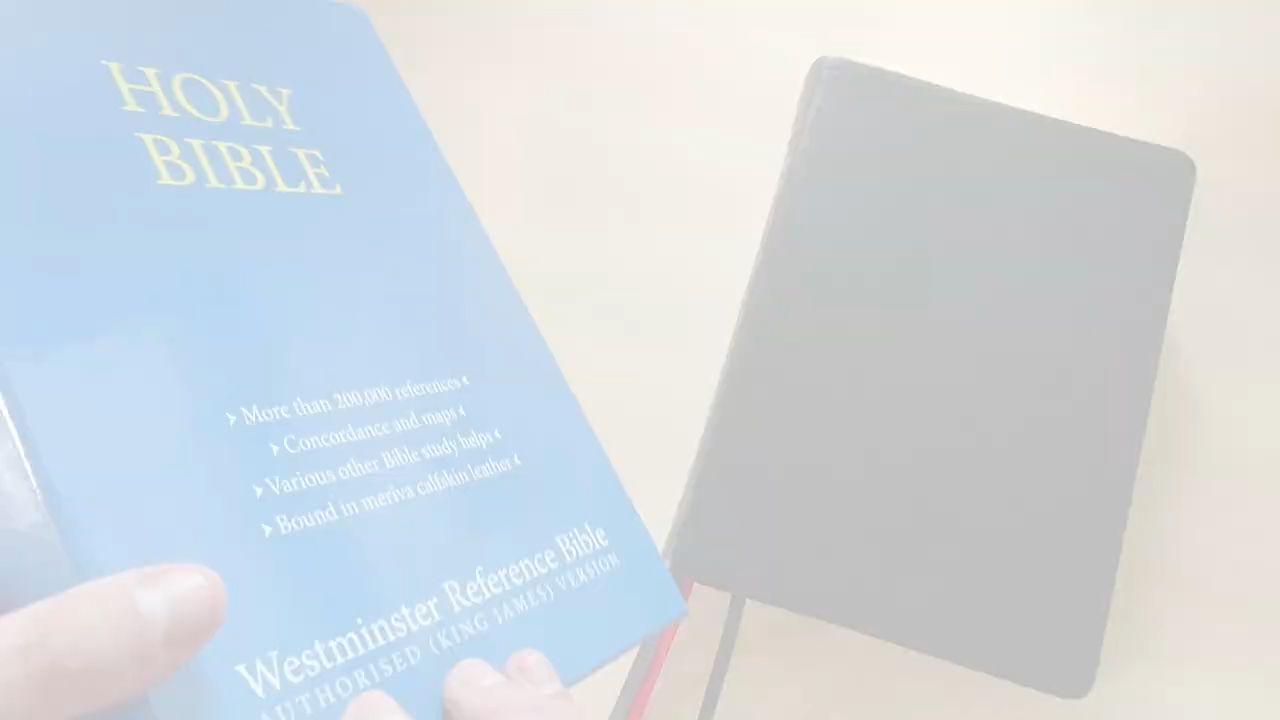 HOLY
BIBLE
More than 200,000 references
Concordance and maps
Various other Bible study helps
Bound in meriva calfskin leather
Westminster Reference Bible
AUTHORISED (KING JAMES) VERSION